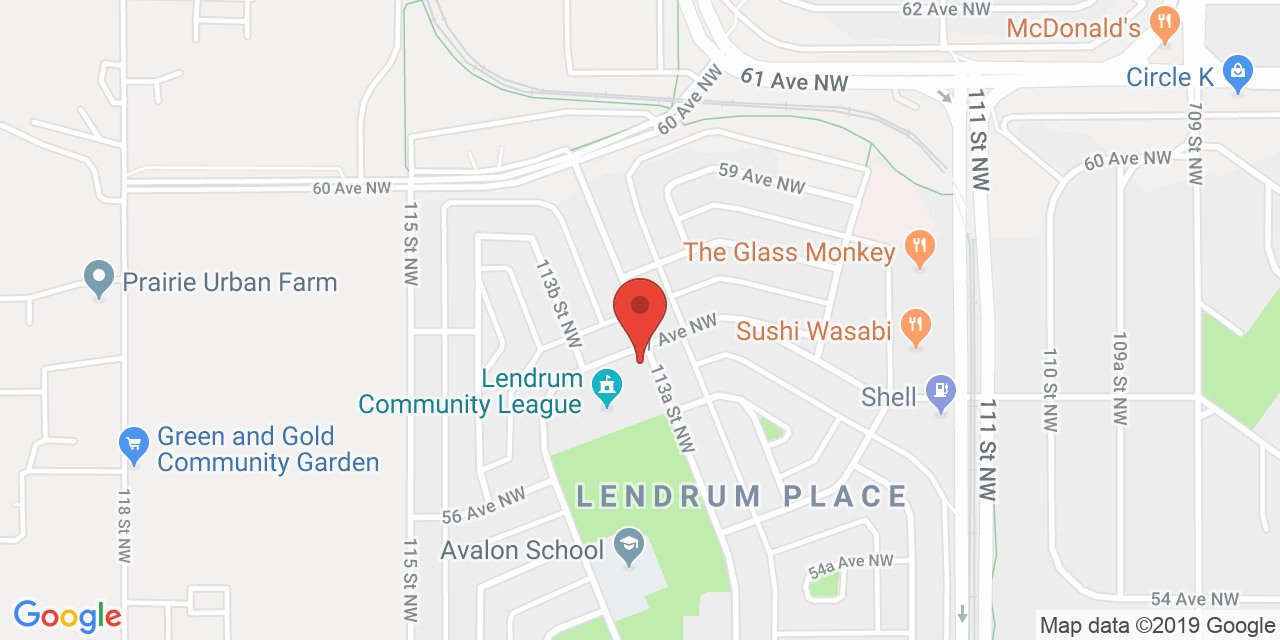 62 Ave NW
McDonald's
61 Ave NW
Circle K
60 Ave NW
111 St NW
709 St NW
60 Ave NW
59 Ave NW
60 Ave NW
115 St NW
The Glass Monkey
113b St NW
Prairie Urban Farm
Ave NW
Sushi Wasabi
Lendrum
Community League
113a St NW
Shell
110 St NW
109a St NW
111 St NW
Green and Gold
Community Garden
118 St NW
56 Ave NW
LENDRUM PLACE
Avalon School
115 St NW
54a Ave NW
54 Ave NW
Google
Map data ©2019 Google